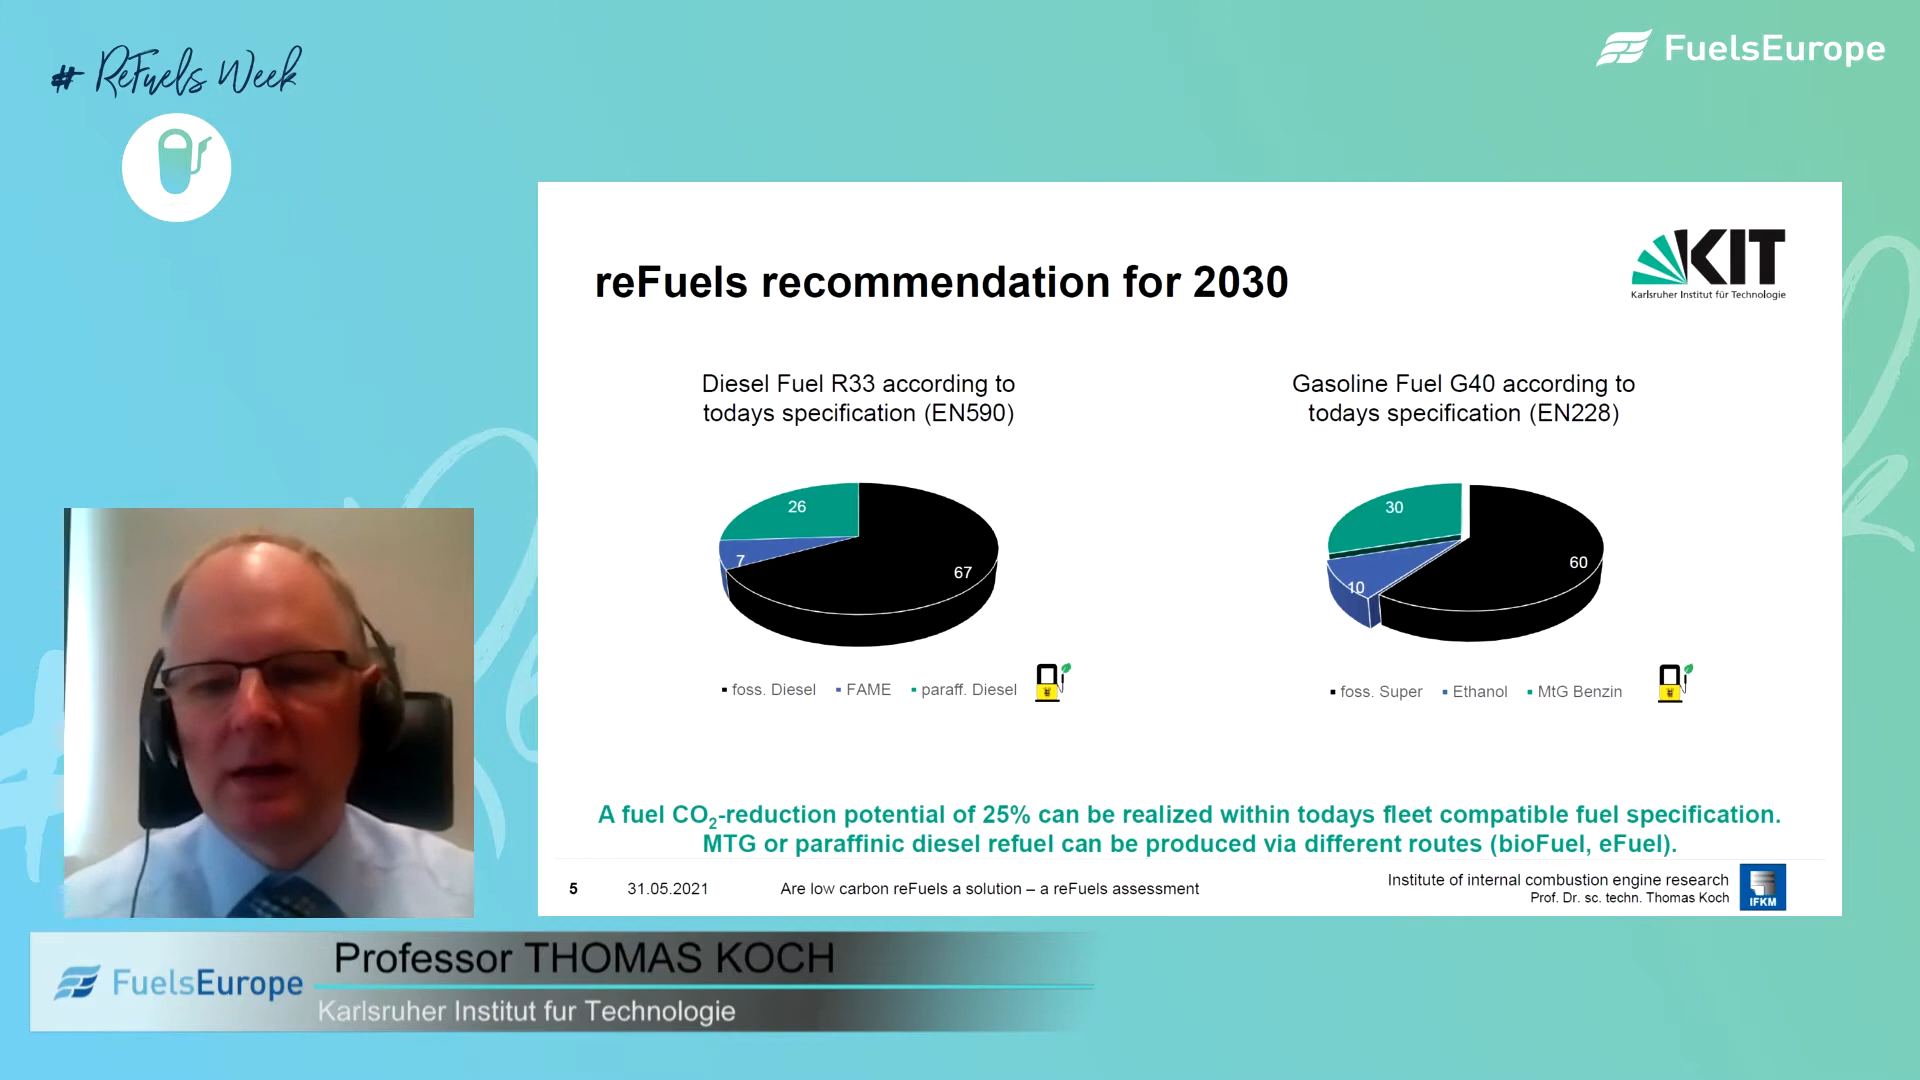 # ReFuels Week
FuelsEurope
KIT
Karlsruher Institut für Technologie
reFuels recommendation for 2030
Diesel Fuel R33 according to
todays specification (EN590)
26
7
67
foss. Diesel FAME paraff. Diesel
Gasoline Fuel G40 according to
todays specification (EN228)
30
10
60
foss. Super Ethanol MtG Benzin
A fuel CO2-reduction potential of 25% can be realized within todays fleet compatible fuel specification.
MTG or paraffinic diesel refuel can be produced via different routes (bioFuel, eFuel).
5 31.05.2021 Are low carbon reFuels a solution – a reFuels assessment
Institute of internal combustion engine research
Prof. Dr. sc. techn. Thomas Koch
IFKM
FuelsEurope
Professor THOMAS KOCH
Karlsruher Institut fur Technologie